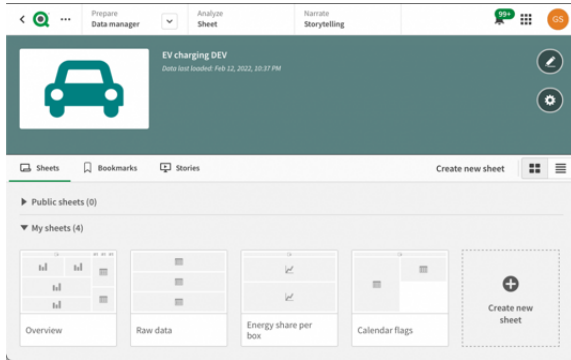 Prepare
Data manager
Analyze
Sheet
Narrate
Storytelling
99+
GS
EV charging DEV
Data last loaded: Feb 12, 2022, 10:37 PM
Sheets
Bookmarks
Stories
Create new sheet
Public sheets (0)
My sheets (4)
Overview
Raw data
Energy share per
box
Calendar flags
Create new
sheet